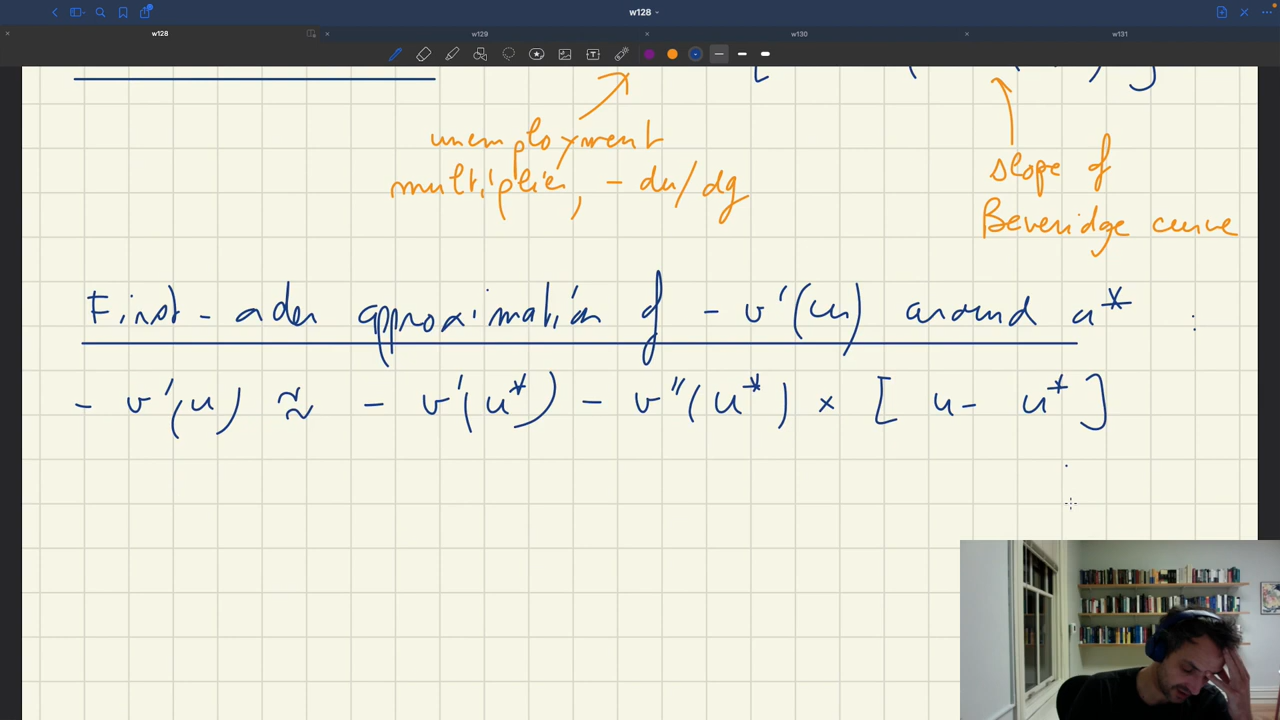 w128
w128 w129 w130 w131
unemployment
multiplier, - du/dg
slope of
Beveridge curve
First-order approximation of - v'(u) around u* :
- v'(u) ≈ - v'(u*) - v''(u*) × [ u - u* ]